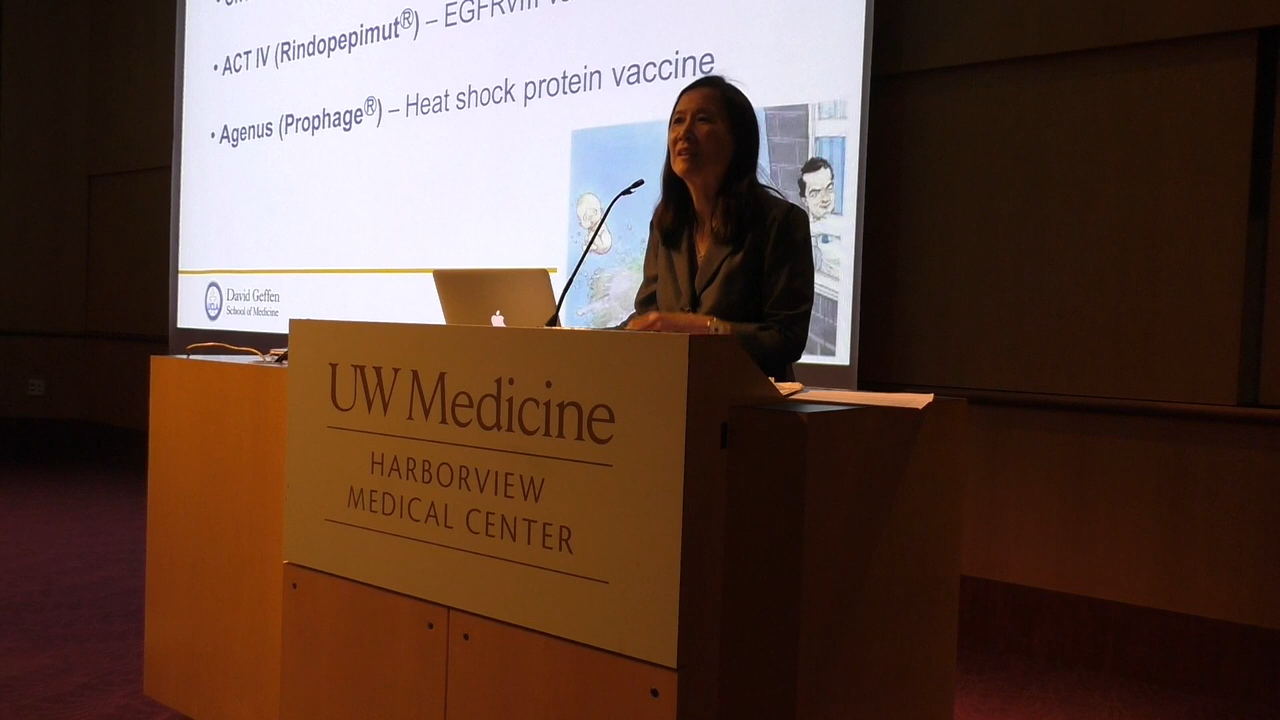 • ACT IV (Rindopepimut®) – EGFRvIII
• Agenus (Prophage®) – Heat shock protein vaccine
UCLA
David Geffen
School of Medicine
UW Medicine
HARBORVIEW
MEDICAL CENTER